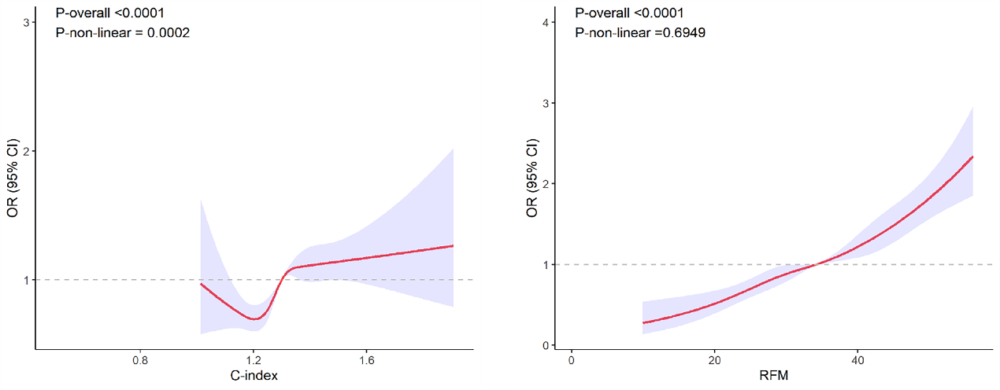 P-overall <0.0001
P-non-linear = 0.0002
3
2
1
OR (95% CI)
0.8
1.2
1.6
C-index
P-overall <0.0001
P-non-linear =0.6949
4
3
2
1
0
OR (95% CI)
0
20
40
RFM